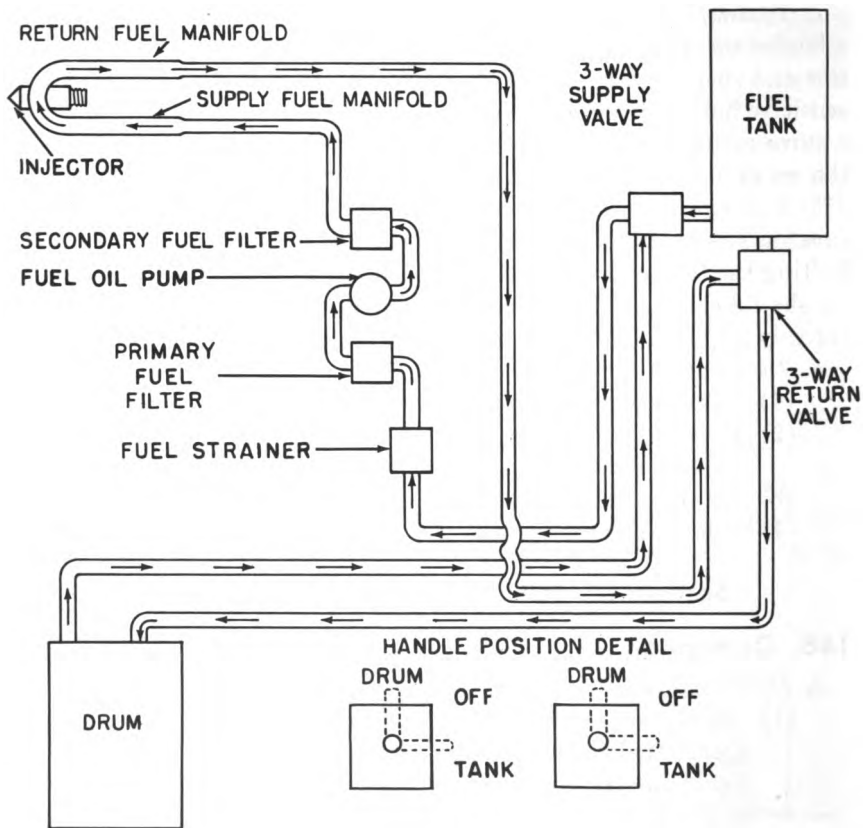 RETURN FUEL MANIFOLD
SUPPLY FUEL MANIFOLD
INJECTOR
3-WAY
SUPPLY
VALVE
FUEL
TANK
SECONDARY FUEL FILTER
FUEL OIL PUMP
PRIMARY
FUEL
FILTER
3-WAY
RETURN
VALVE
FUEL STRAINER
HANDLE POSITION DETAIL
DRUM
OFF
TANK
DRUM
OFF
TANK
DRUM